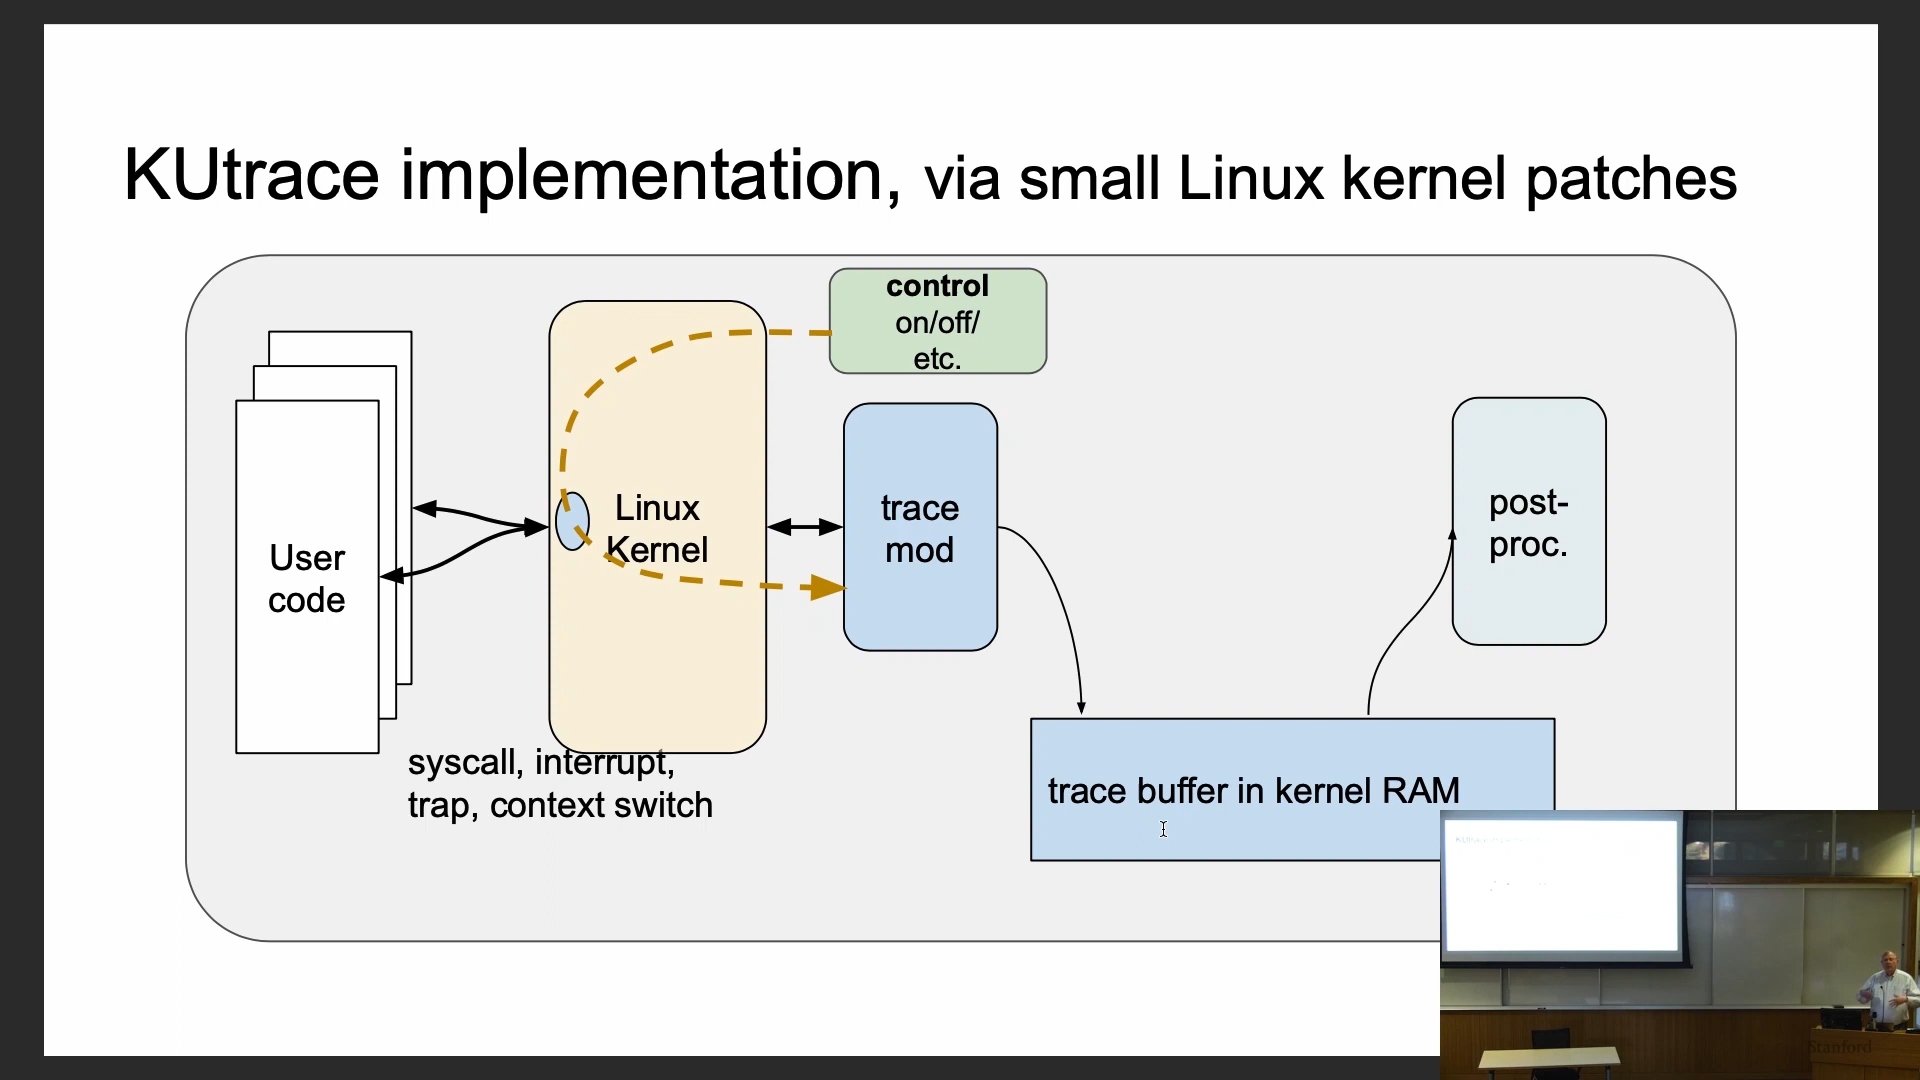 KUtrace implementation, via small Linux kernel patches
control
on/off/
etc.
User
code
Linux
Kernel
trace
mod
post-
proc.
syscall, interrupt,
trap, context switch
trace buffer in kernel RAM
Stanford